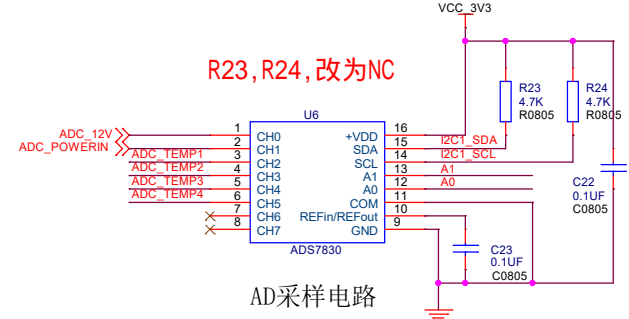 VCC_3V3
R23,R24,改为NC
R23
4.7K
R0805
R24
4.7K
R0805
U6
ADC_12V
ADC_POWERIN
ADC_TEMP1
ADC_TEMP2
ADC_TEMP3
ADC_TEMP4
1 CH0 +VDD 16
2 CH1 SDA 15 I2C1_SDA
3 CH2 SCL 14 I2C1_SCL
4 CH3 A1 13 A1
5 CH4 A0 12 A0
6 CH5 COM 11
7 CH6 REFin/REFout 10
8 CH7 GND 9
ADS7830
C22
0.1UF
C0805
C23
0.1UF
C0805
AD采样电路